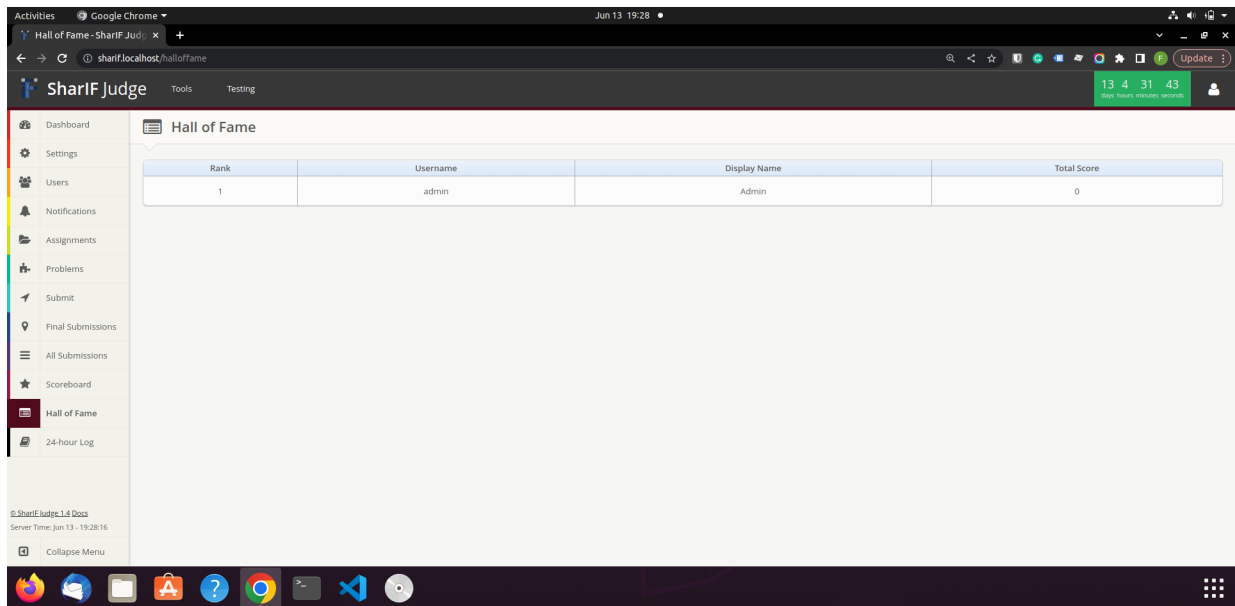 Activities Google Chrome Jun 13 19:28
Hall of Fame - SharIF Judg
sharif.localhost/halloffame Update
SharIF Judge Tools Testing 13 4 31 43
days hours minutes seconds
Dashboard
Hall of Fame
Settings
Rank Username Display Name Total Score
1 admin Admin 0
Users
Notifications
Assignments
Problems
Submit
Final Submissions
All Submissions
Scoreboard
Hall of Fame
24-hour Log
© SharIF Judge 1.4 Docs
Server Time: Jun 13 - 19:28:16
Collapse Menu